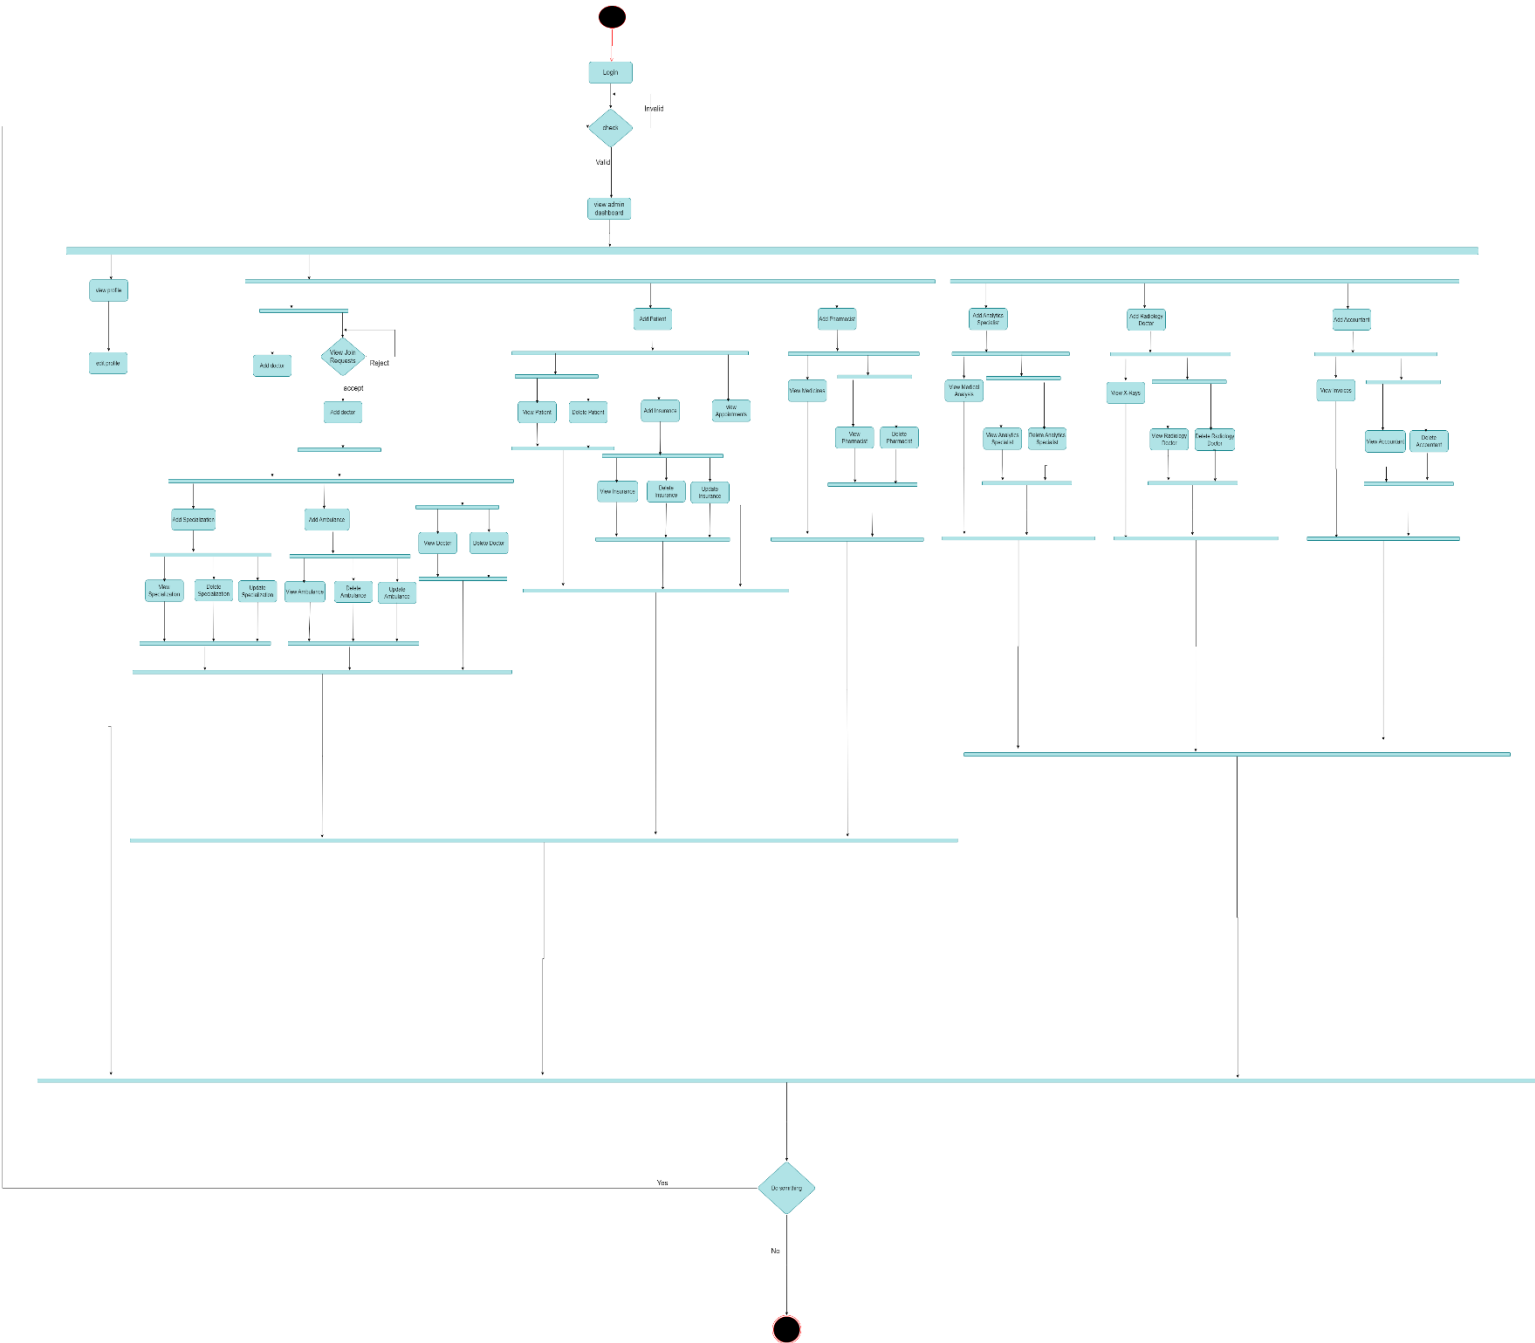 Login
Invalid
check
Valid
view admin
dashboard
view profile
edit profile
View Join
Requests
Reject
Add doctor
accept
Add doctor
Add Patient
Add Pharmacist
Add Analytics
Specialist
Add Radiology
Doctor
Add Accountant
View Patient
Delete Patient
Add Insurance
View
Appointments
View Medicines
View Medical
Analysis
View X-Rays
View Invoices
View
Pharmacist
Delete
Pharmacist
View Analytics
Specialist
Delete Analytics
Specialist
View Radiology
Doctor
Delete Radiology
Doctor
View Accountant
Delete
Accountant
View Insurance
Delete
Insurance
Update
Insurance
Add Specialization
Add Ambulance
View Doctor
Delete Doctor
View
Specialization
Delete
Specialization
Update
Specialization
View Ambulance
Delete
Ambulance
Update
Ambulance
Yes
Do somthing
No